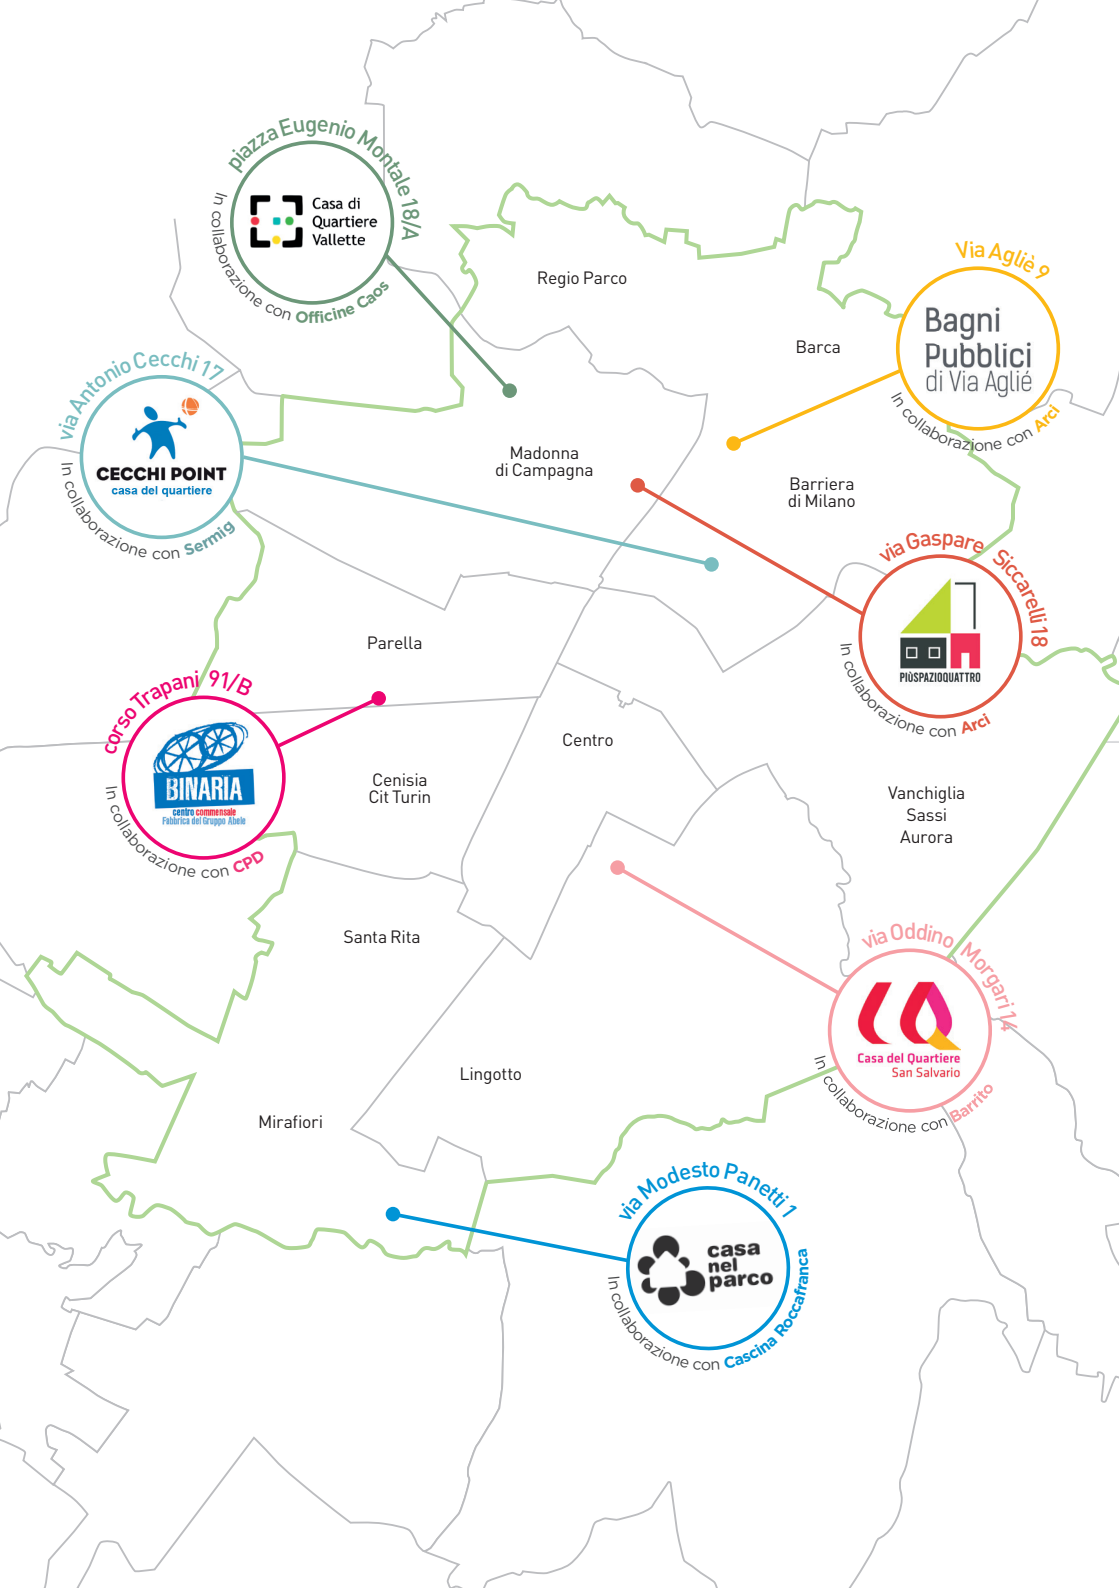 piazza Eugenio Montale 18/A
Casa di
Quartiere
Vallette
In collaborazione con Officine Caos
Regio Parco
Via Agliè 9
Bagni
Pubblici
di Via Aglié
In collaborazione con Arci
Barca
via Antonio Cecchi 17
CECCHI POINT
casa del quartiere
In collaborazione con Sermig
Madonna
di Campagna
Barriera
di Milano
via Gaspare Siccarelli 18
PIÙSPAZIOQUATTRO
In collaborazione con Arci
Parella
corso Trapani 91/B
BINARIA
centro commensale
Fabbrica del Gruppo Abele
In collaborazione con CPD
Centro
Cenisia
Cit Turin
Vanchiglia
Sassi
Aurora
Santa Rita
via Oddino Morgari 14
Casa del Quartiere
San Salvario
In collaborazione con Barrito
Lingotto
Mirafiori
via Modesto Panetti 1
casa
nel
parco
In collaborazione con Cascina Roccafranca